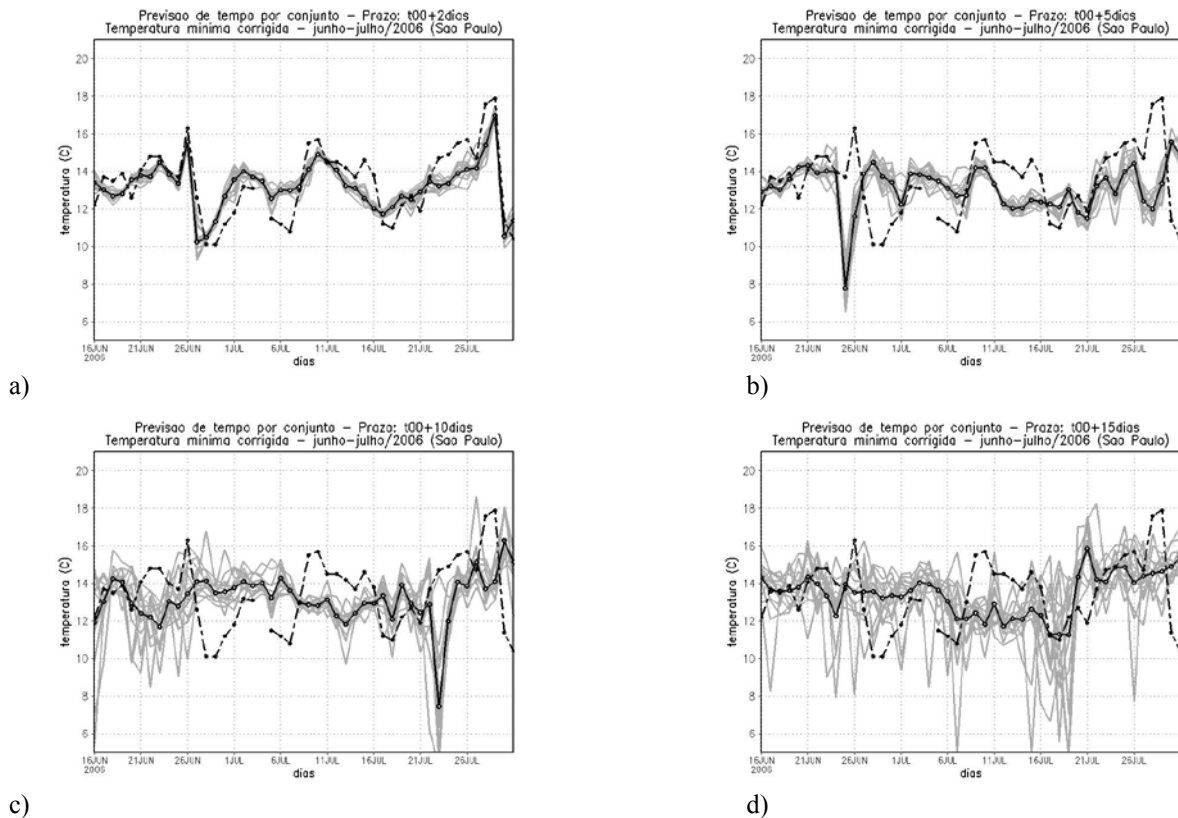 Previsao de tempo por conjunto - Prazo: t00+2dias
Temperatura minima corrigida - junho-julho/2006 (Sao Paulo)
temperatura (C)
20
18
16
14
12
10
8
6
16JUN 21JUN 26JUN 1JUL 6JUL 11JUL 16JUL 21JUL 26JUL
2006
dias
a)
Previsao de tempo por conjunto - Prazo: t00+5dias
Temperatura minima corrigida - junho-julho/2006 (Sao Paulo)
temperatura (C)
20
18
16
14
12
10
8
6
16JUN 21JUN 26JUN 1JUL 6JUL 11JUL 16JUL 21JUL 26JUL
2006
dias
b)
Previsao de tempo por conjunto - Prazo: t00+10dias
Temperatura minima corrigida - junho-julho/2006 (Sao Paulo)
temperatura (C)
20
18
16
14
12
10
8
6
16JUN 21JUN 26JUN 1JUL 6JUL 11JUL 16JUL 21JUL 26JUL
2006
dias
c)
Previsao de tempo por conjunto - Prazo: t00+15dias
Temperatura minima corrigida - junho-julho/2006 (Sao Paulo)
temperatura (C)
20
18
16
14
12
10
8
6
16JUN 21JUN 26JUN 1JUL 6JUL 11JUL 16JUL 21JUL 26JUL
2006
dias
d)